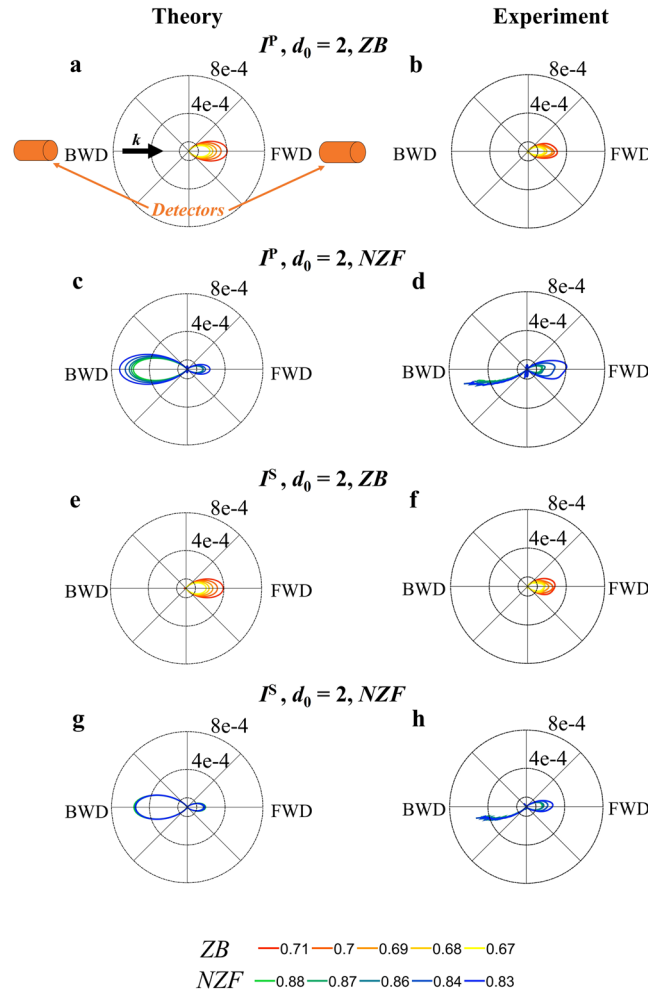 Theory Experiment
I^P, d₀ = 2, ZB
a b
8e-4 8e-4
4e-4 4e-4
k
BWD FWD BWD FWD
Detectors
I^P, d₀ = 2, NZF
c d
8e-4 8e-4
4e-4 4e-4
BWD FWD BWD FWD
I^S, d₀ = 2, ZB
e f
8e-4 8e-4
4e-4 4e-4
BWD FWD BWD FWD
I^S, d₀ = 2, NZF
g h
8e-4 8e-4
4e-4 4e-4
BWD FWD BWD FWD
ZB 0.71 0.7 0.69 0.68 0.67
NZF 0.88 0.87 0.86 0.84 0.83